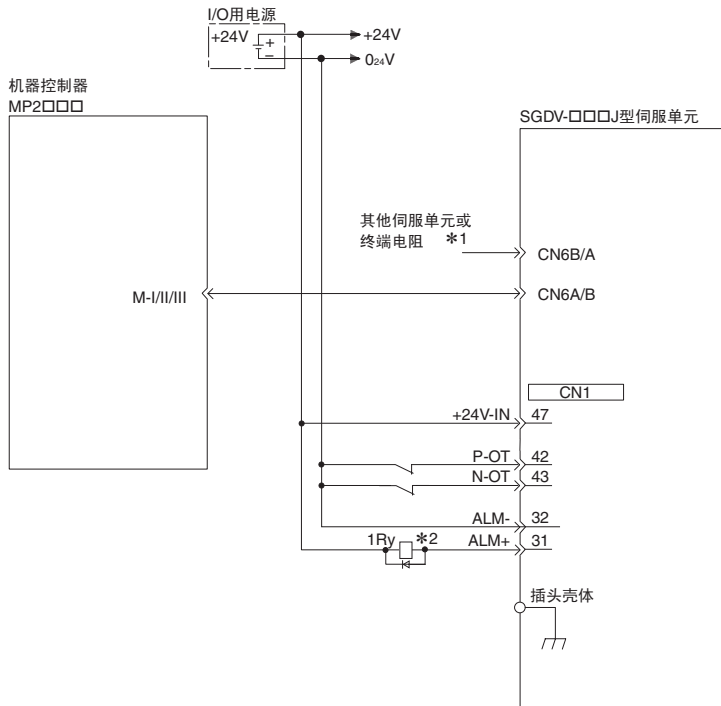 I/O用电源
+24V
+
−
+24V
024V
机器控制器
MP2□□□
SGDV-□□□J型伺服单元
其他伺服单元或
终端电阻 *1
CN6B/A
M-I/II/III
CN6A/B
CN1
+24V-IN 47
P-OT 42
N-OT 43
ALM- 32
1Ry *2 ALM+ 31
插头壳体